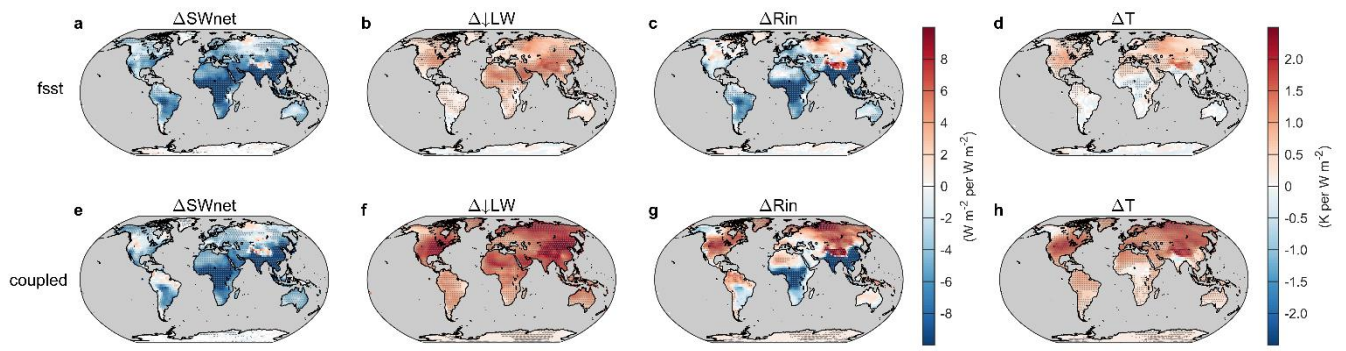 a ΔSWnet
b Δ↓LW
c ΔRin
d ΔT
fsst
e ΔSWnet
f Δ↓LW
g ΔRin
h ΔT
coupled
8
6
4
2
0
-2
-4
-6
-8
(W m⁻² per W m⁻²)
2.0
1.5
1.0
0.5
0
-0.5
-1.0
-1.5
-2.0
(K per W m⁻²)